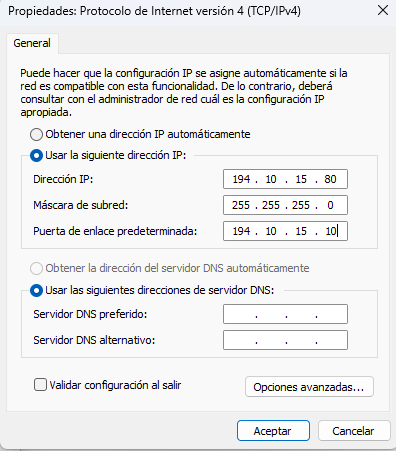 Propiedades: Protocolo de Internet versión 4 (TCP/IPv4)
General
Puede hacer que la configuración IP se asigne automáticamente si la
red es compatible con esta funcionalidad. De lo contrario, deberá
consultar con el administrador de red cuál es la configuración IP
apropiada.
Obtener una dirección IP automáticamente
Usar la siguiente dirección IP:
Dirección IP: 194 . 10 . 15 . 80
Máscara de subred: 255 . 255 . 255 . 0
Puerta de enlace predeterminada: 194 . 10 . 15 . 10
Obtener la dirección del servidor DNS automáticamente
Usar las siguientes direcciones de servidor DNS:
Servidor DNS preferido: . . .
Servidor DNS alternativo: . . .
Validar configuración al salir
Opciones avanzadas...
Aceptar Cancelar